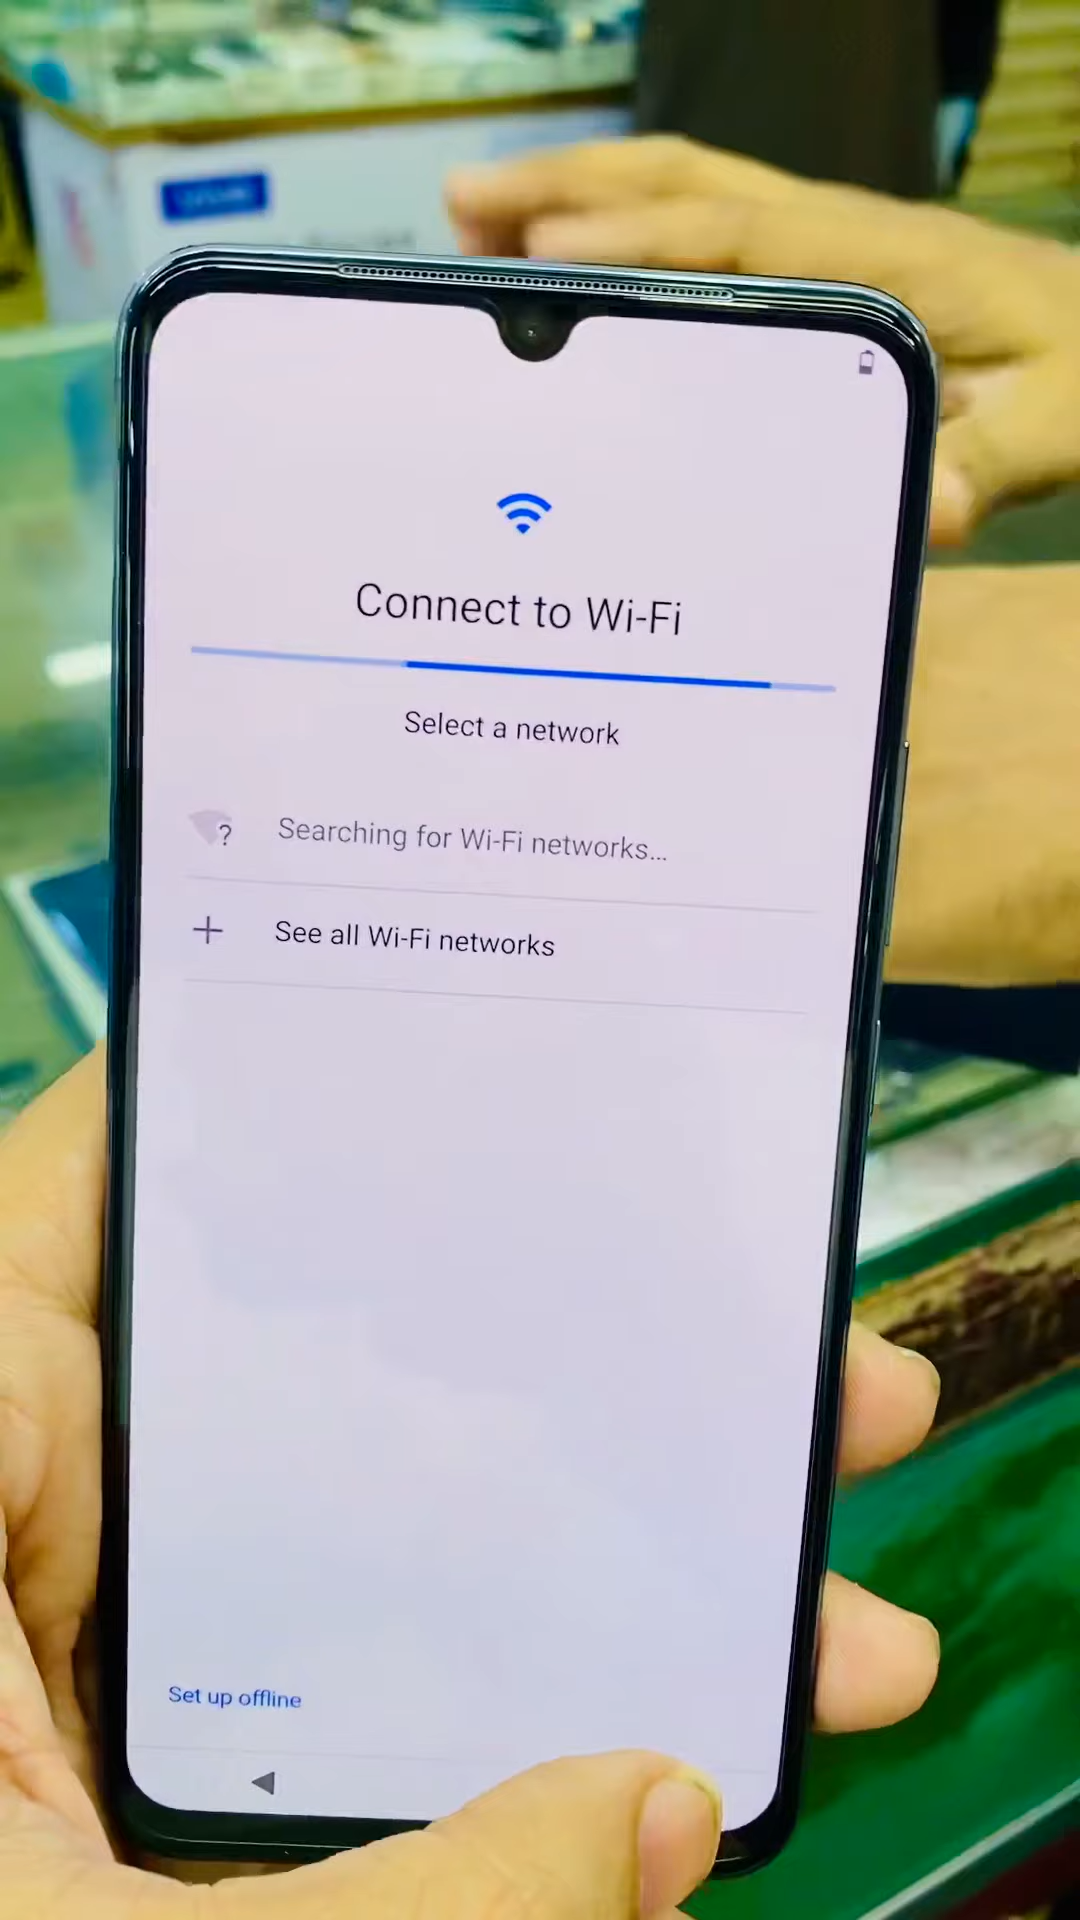 Connect to Wi-Fi
Select a network
Searching for Wi-Fi networks...
See all Wi-Fi networks
Set up offline